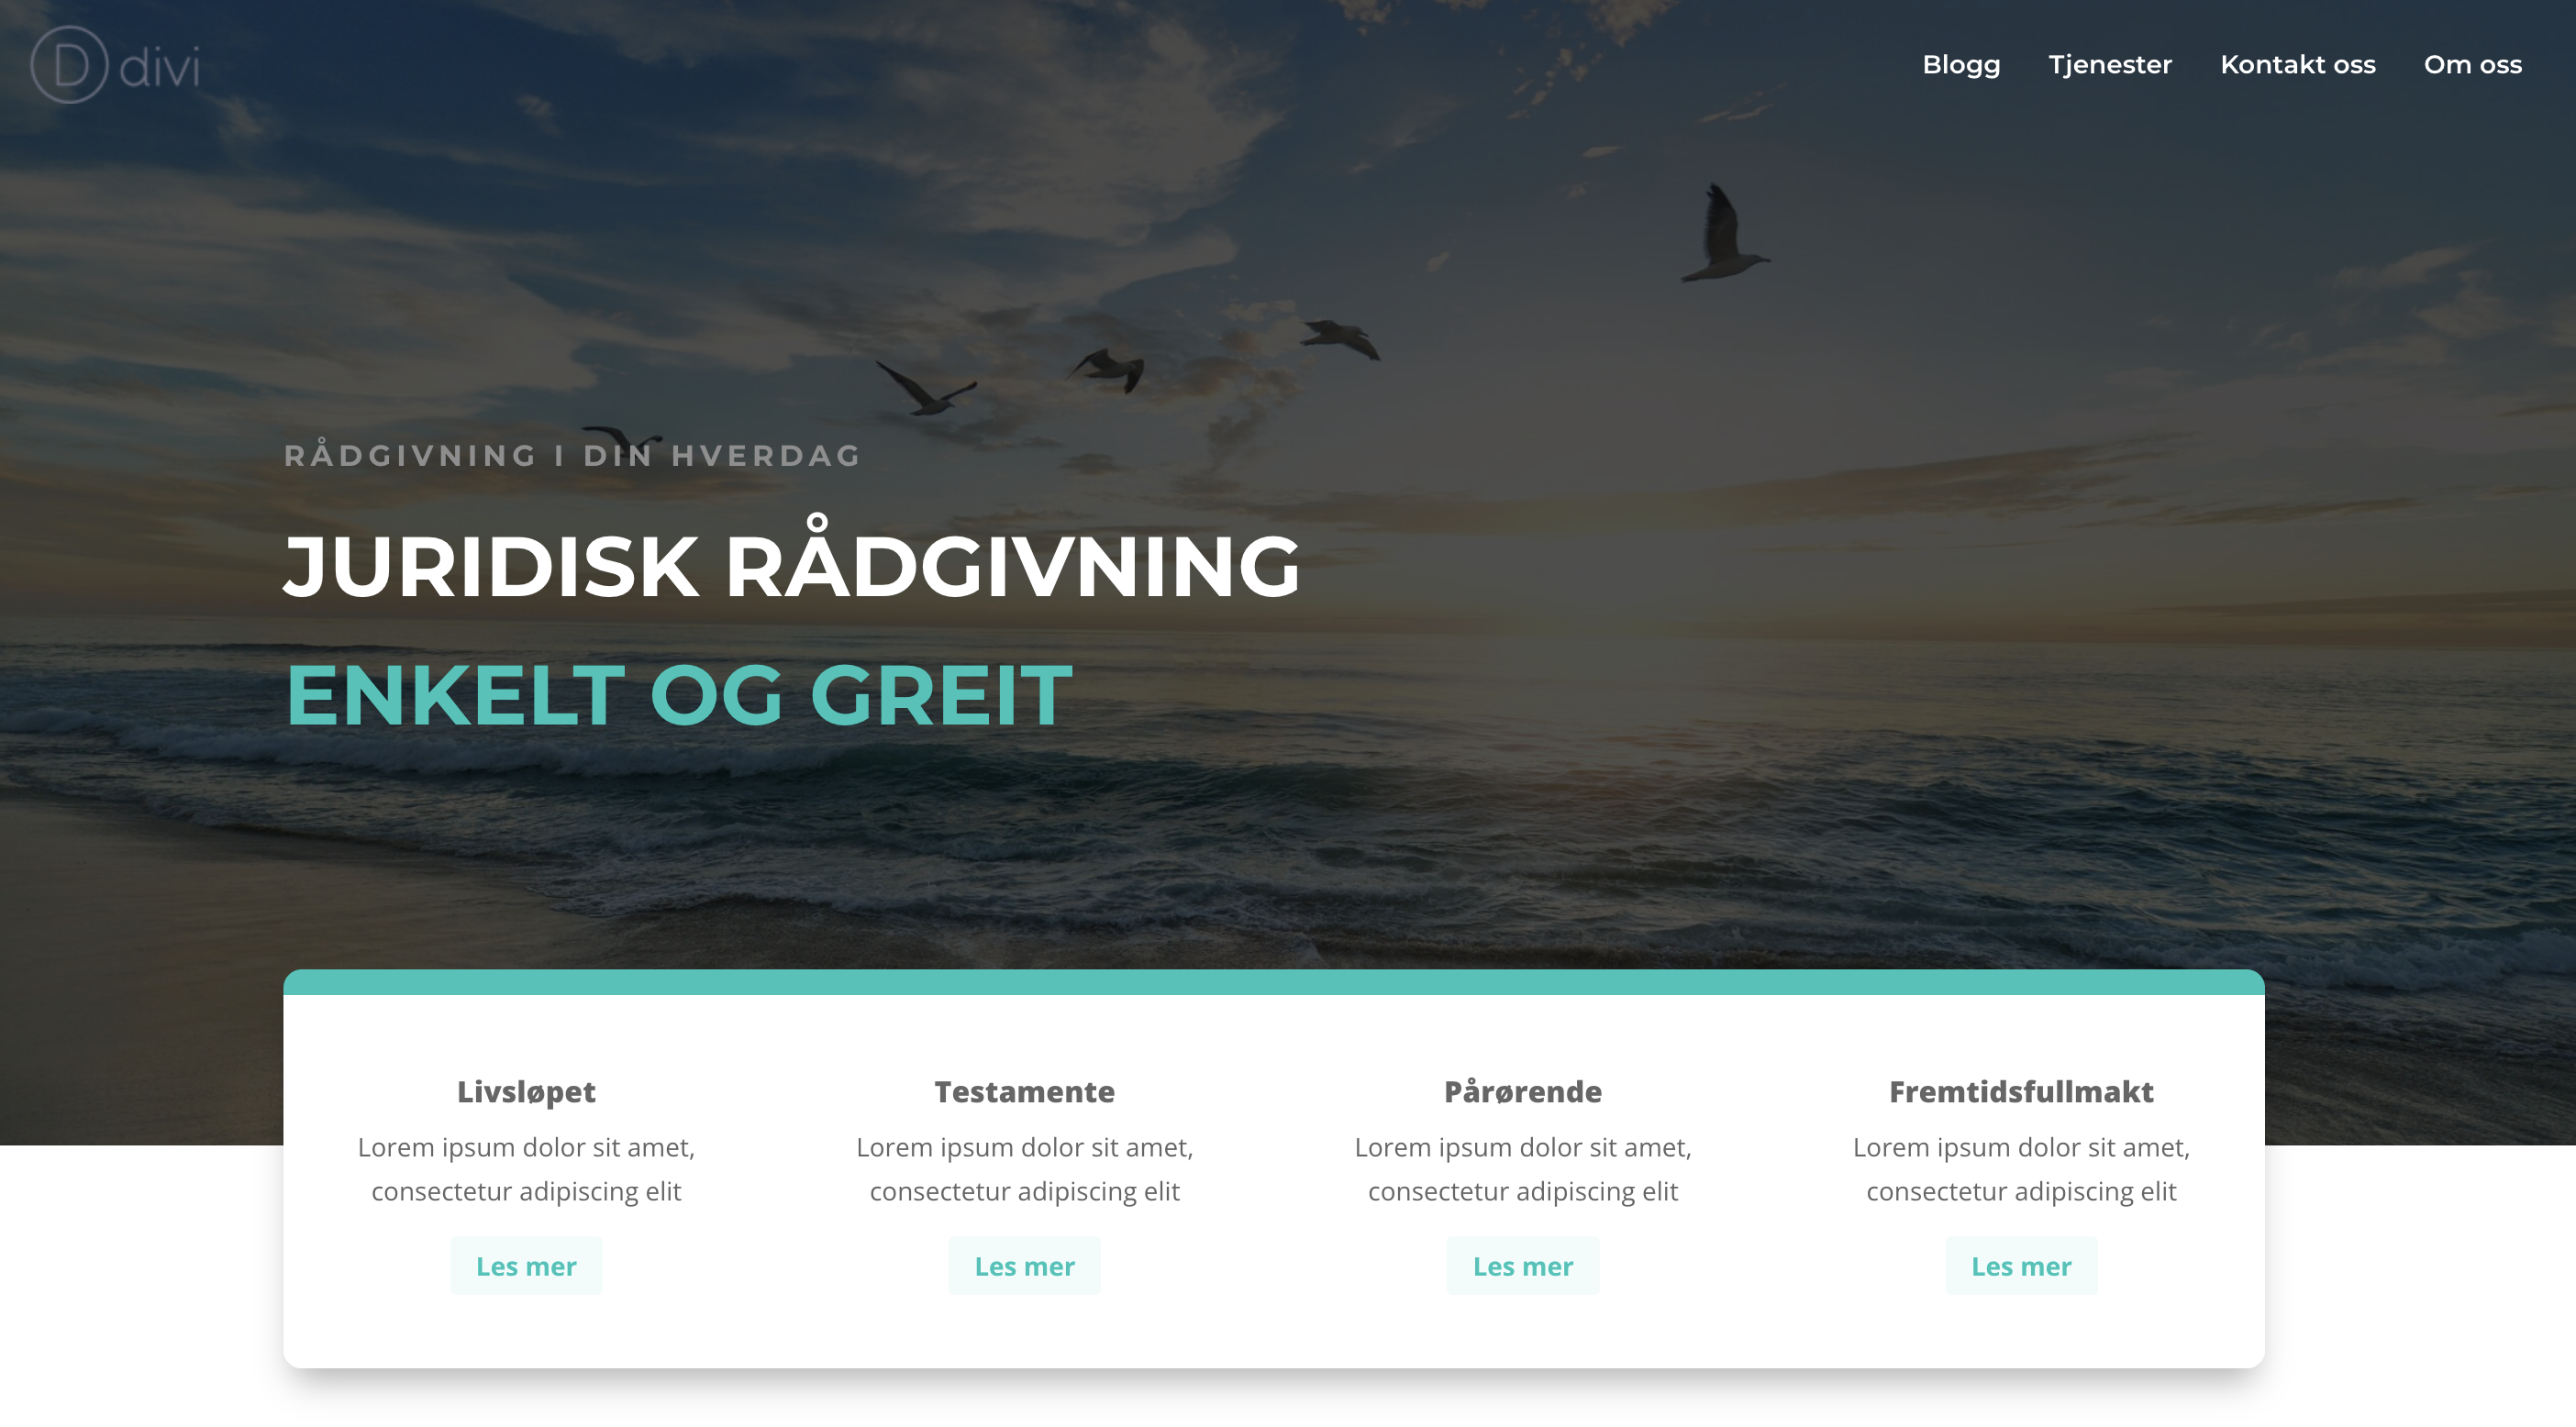 D divi
Blogg Tjenester Kontakt oss Om oss
RÅDGIVNING I DIN HVERDAG
JURIDISK RÅDGIVNING
ENKELT OG GREIT
Livsløpet
Lorem ipsum dolor sit amet,
consectetur adipiscing elit
Les mer
Testamente
Lorem ipsum dolor sit amet,
consectetur adipiscing elit
Les mer
Pårørende
Lorem ipsum dolor sit amet,
consectetur adipiscing elit
Les mer
Fremtidsfullmakt
Lorem ipsum dolor sit amet,
consectetur adipiscing elit
Les mer